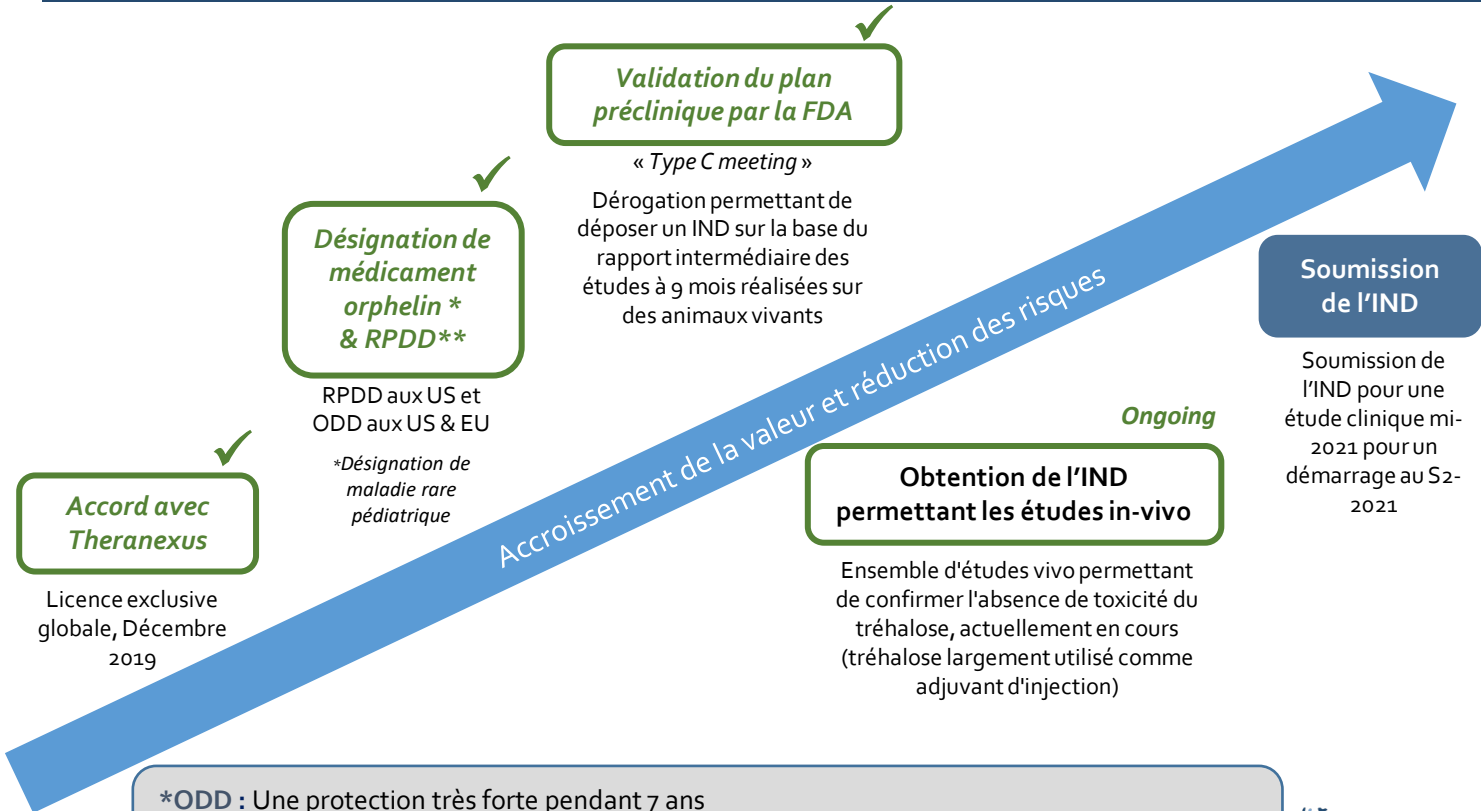 Validation du plan
préclinique par la FDA
« Type C meeting »
Dérogation permettant de
déposer un IND sur la base du
rapport intermédiaire des
études à 9 mois réalisées sur
des animaux vivants
Désignation de
médicament
orphelin *
& RPDD**
RPDD aux US et
ODD aux US & EU
*Désignation de
maladie rare
pédiatrique
Accord avec
Theranexus
Licence exclusive
globale, Décembre
2019
Accroissement de la valeur et réduction des risques
Soumission
de l’IND
Soumission de
l’IND pour une
étude clinique mi-
2021 pour un
démarrage au S2-
2021
Ongoing
Obtention de l’IND
permettant les études in-vivo
Ensemble d'études vivo permettant
de confirmer l'absence de toxicité du
tréhalose, actuellement en cours
(tréhalose largement utilisé comme
adjuvant d'injection)
*ODD : Une protection très forte pendant 7 ans